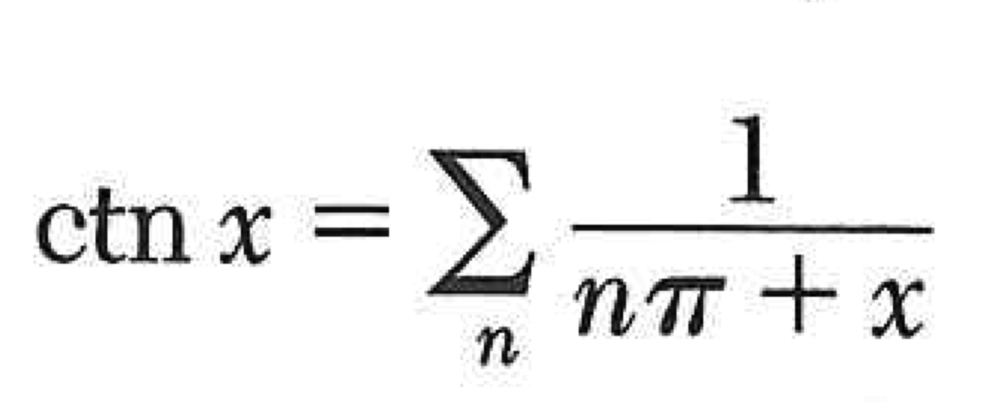 ctn x = ∑_n 1/(nπ + x)